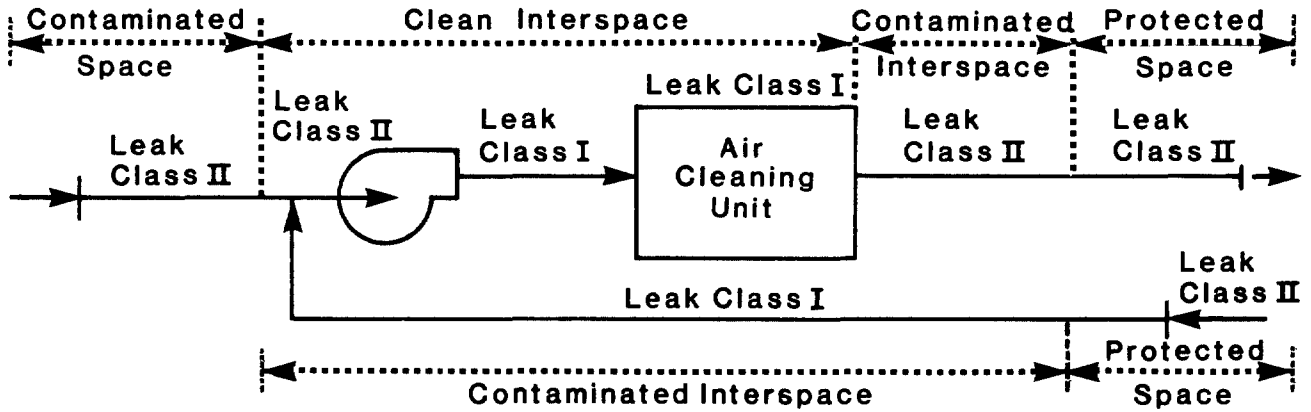 Contaminated
Space
Clean Interspace
Contaminated
Interspace
Protected
Space
Leak
Class II
Leak
Class II
Leak
Class I
Leak Class I
Air
Cleaning
Unit
Leak
Class II
Leak
Class II
Leak Class I
Leak
Class II
Contaminated Interspace
Protected
Space